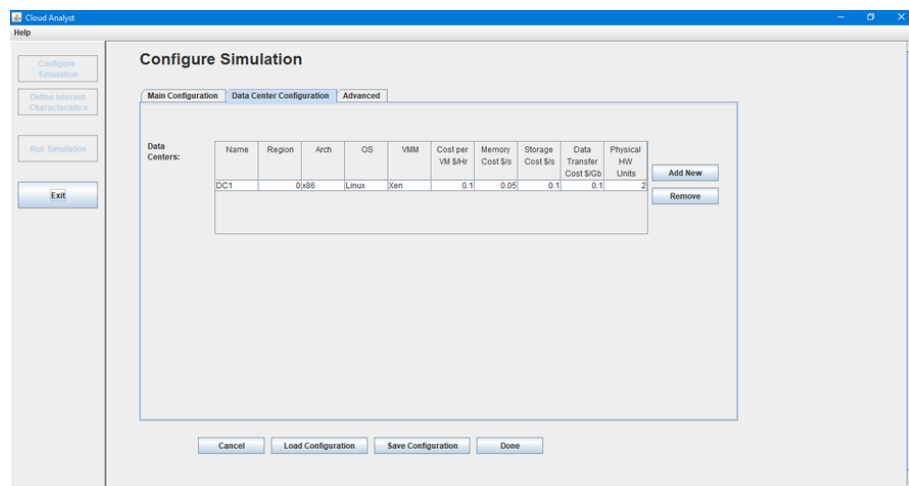 Cloud Analyst
Help
Configure
Simulation
Define Internet
Characteristics
Run Simulation
Exit
Configure Simulation
Main Configuration Data Center Configuration Advanced
Data
Centers:
Name Region Arch OS VMM Cost per Memory Storage Data Physical
VM $/Hr Cost $/s Cost $/s Transfer HW
Cost $/Gb Units
DC1 0 x86 Linux Xen 0.1 0.05 0.1 0.1 2
Add New
Remove
Cancel Load Configuration Save Configuration Done